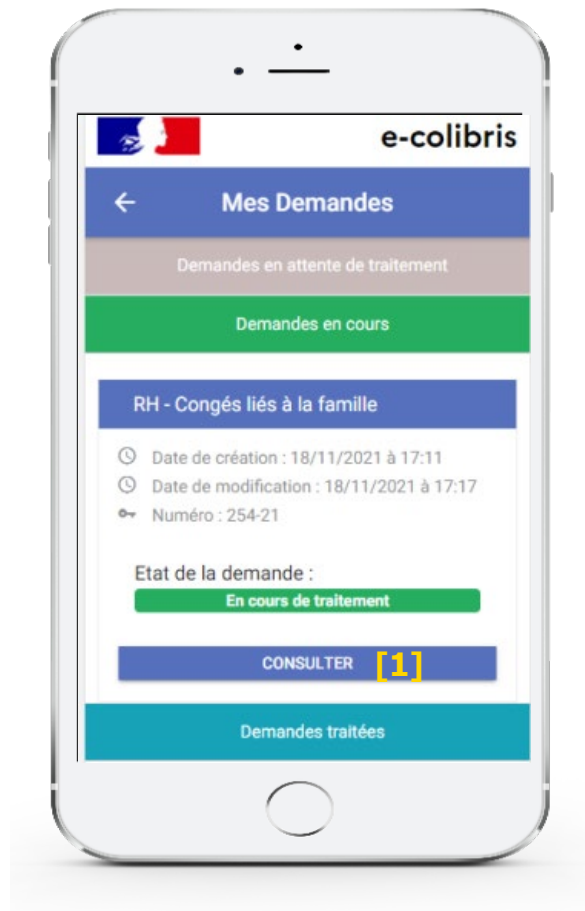 e-colibris
Mes Demandes
Demandes en attente de traitement
Demandes en cours
RH - Congés liés à la famille
Date de création : 18/11/2021 à 17:11
Date de modification : 18/11/2021 à 17:17
Numéro : 254-21
Etat de la demande :
En cours de traitement
CONSULTER [1]
Demandes traitées